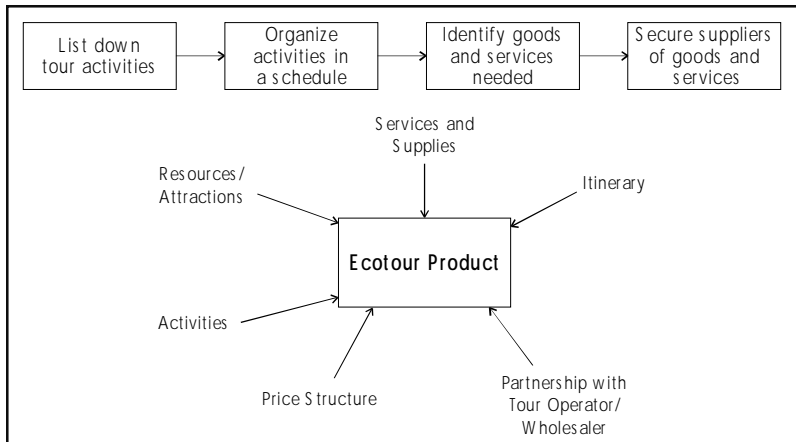 List down
tour activities
Organize
activities in
a schedule
Identify goods
and services
needed
Secure suppliers
of goods and
services
Services and
Supplies
Resources/
Attractions
Itinerary
Ecotour Product
Activities
Price Structure
Partnership with
Tour Operator/
Wholesaler